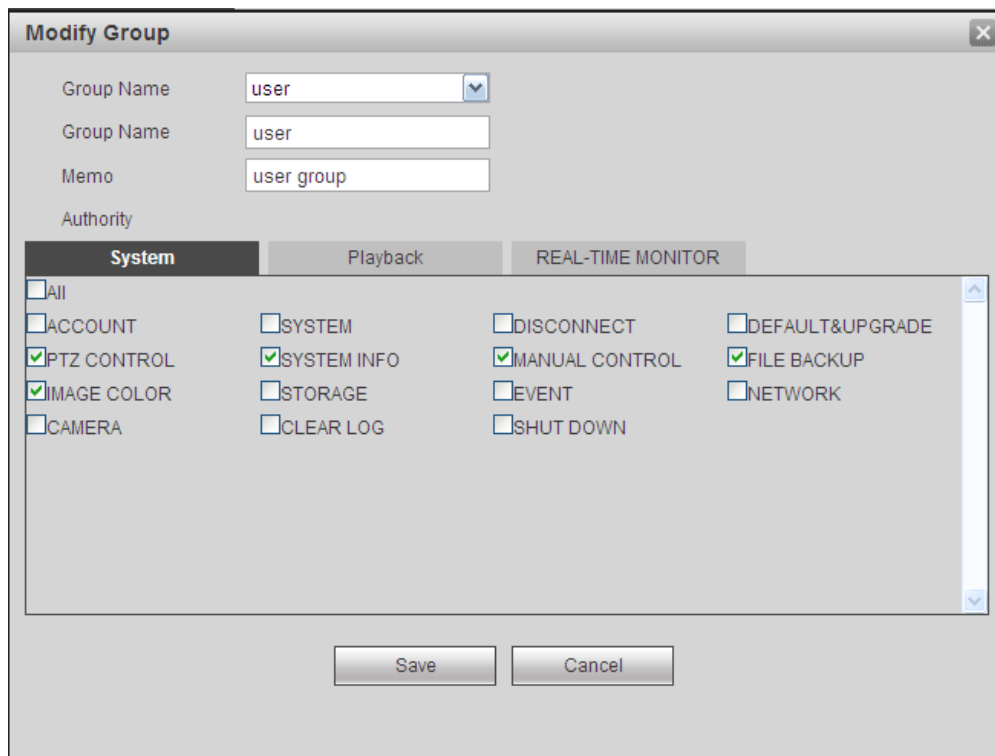 Modify Group
Group Name user
Group Name user
Memo user group
Authority
System Playback REAL-TIME MONITOR
All
ACCOUNT SYSTEM DISCONNECT DEFAULT&UPGRADE
PTZ CONTROL SYSTEM INFO MANUAL CONTROL FILE BACKUP
IMAGE COLOR STORAGE EVENT NETWORK
CAMERA CLEAR LOG SHUT DOWN
Save Cancel